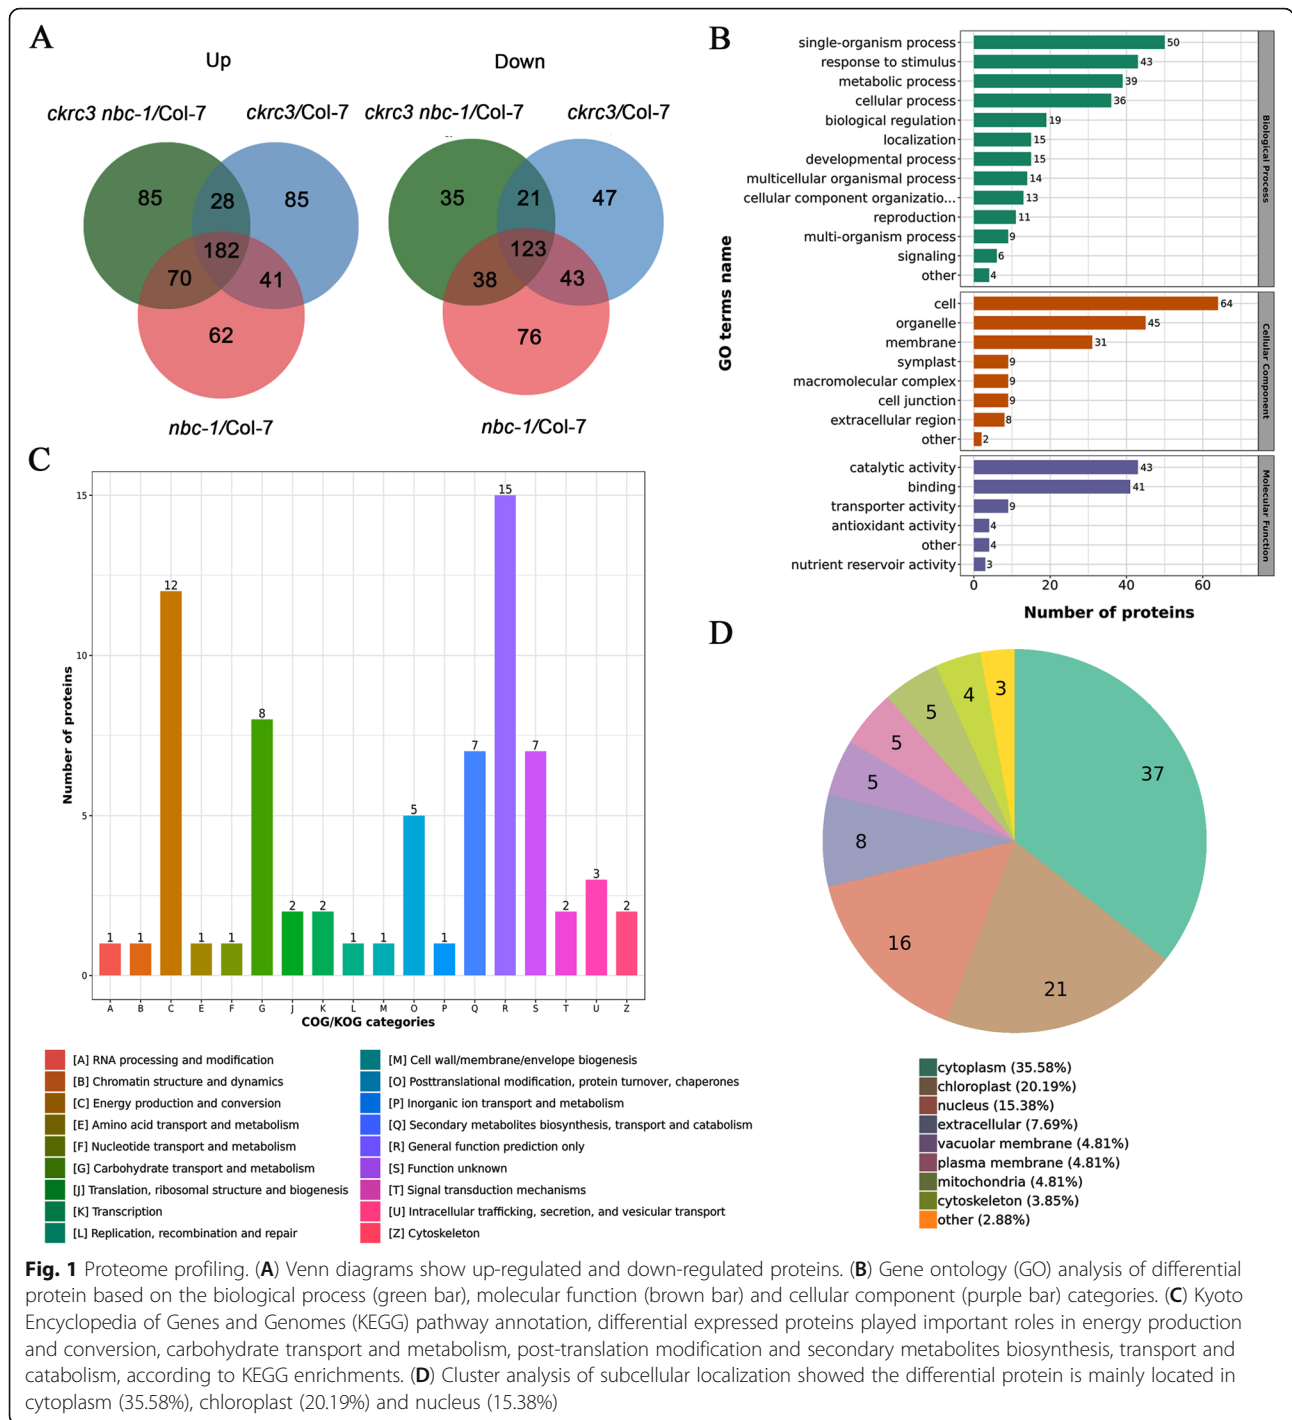 A
Up
Down
ckrc3 nbc-1/Col-7
ckrc3/Col-7
ckrc3 nbc-1/Col-7
ckrc3/Col-7
85
28
85
182
70
41
62
35
21
47
123
38
43
76
nbc-1/Col-7
nbc-1/Col-7
B
GO terms name
single-organism process 50
response to stimulus 43
metabolic process 39
cellular process 36
biological regulation 19
localization 15
developmental process 15
multicellular organismal process 14
cellular component organizatio... 13
reproduction 11
multi-organism process 9
signaling 6
other 4
Biological Process
cell 64
organelle 45
membrane 31
symplast 9
macromolecular complex 9
cell junction 9
extracellular region 8
other 2
Cellular Component
catalytic activity 43
binding 41
transporter activity 9
antioxidant activity 4
other 4
nutrient reservoir activity 3
Molecular Function
0 20 40 60
Number of proteins
C
Number of proteins
15
10
5
0
1 1 12 1 1 8 2 2 1 1 5 1 7 15 7 2 3 2
A B C E F G J K L M O P Q R S T U Z
COG/KOG categories
[A] RNA processing and modification
[B] Chromatin structure and dynamics
[C] Energy production and conversion
[E] Amino acid transport and metabolism
[F] Nucleotide transport and metabolism
[G] Carbohydrate transport and metabolism
[J] Translation, ribosomal structure and biogenesis
[K] Transcription
[L] Replication, recombination and repair
[M] Cell wall/membrane/envelope biogenesis
[O] Posttranslational modification, protein turnover, chaperones
[P] Inorganic ion transport and metabolism
[Q] Secondary metabolites biosynthesis, transport and catabolism
[R] General function prediction only
[S] Function unknown
[T] Signal transduction mechanisms
[U] Intracellular trafficking, secretion, and vesicular transport
[Z] Cytoskeleton
D
37
21
16
8
5
5
5
4
3
cytoplasm (35.58%)
chloroplast (20.19%)
nucleus (15.38%)
extracellular (7.69%)
vacuolar membrane (4.81%)
plasma membrane (4.81%)
mitochondria (4.81%)
cytoskeleton (3.85%)
other (2.88%)
Fig. 1 Proteome profiling. (A) Venn diagrams show up-regulated and down-regulated proteins. (B) Gene ontology (GO) analysis of differential
protein based on the biological process (green bar), molecular function (brown bar) and cellular component (purple bar) categories. (C) Kyoto
Encyclopedia of Genes and Genomes (KEGG) pathway annotation, differential expressed proteins played important roles in energy production
and conversion, carbohydrate transport and metabolism, post-translation modification and secondary metabolites biosynthesis, transport and
catabolism, according to KEGG enrichments. (D) Cluster analysis of subcellular localization showed the differential protein is mainly located in
cytoplasm (35.58%), chloroplast (20.19%) and nucleus (15.38%)